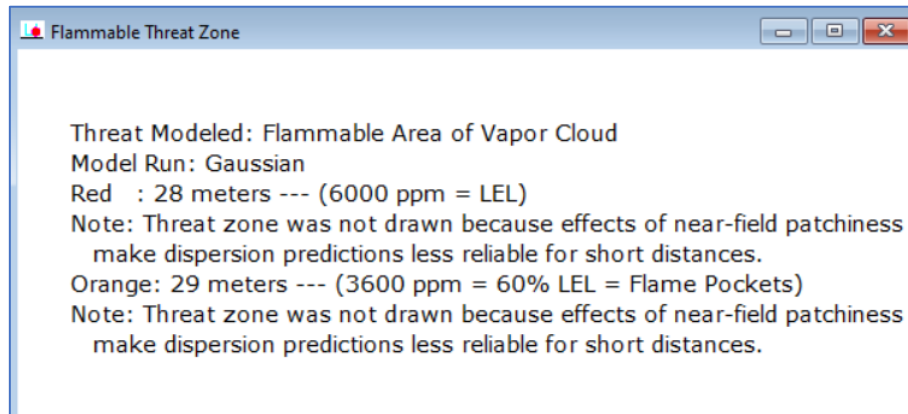 Flammable Threat Zone
Threat Modeled: Flammable Area of Vapor Cloud
Model Run: Gaussian
Red : 28 meters --- (6000 ppm = LEL)
Note: Threat zone was not drawn because effects of near-field patchiness
make dispersion predictions less reliable for short distances.
Orange: 29 meters --- (3600 ppm = 60% LEL = Flame Pockets)
Note: Threat zone was not drawn because effects of near-field patchiness
make dispersion predictions less reliable for short distances.